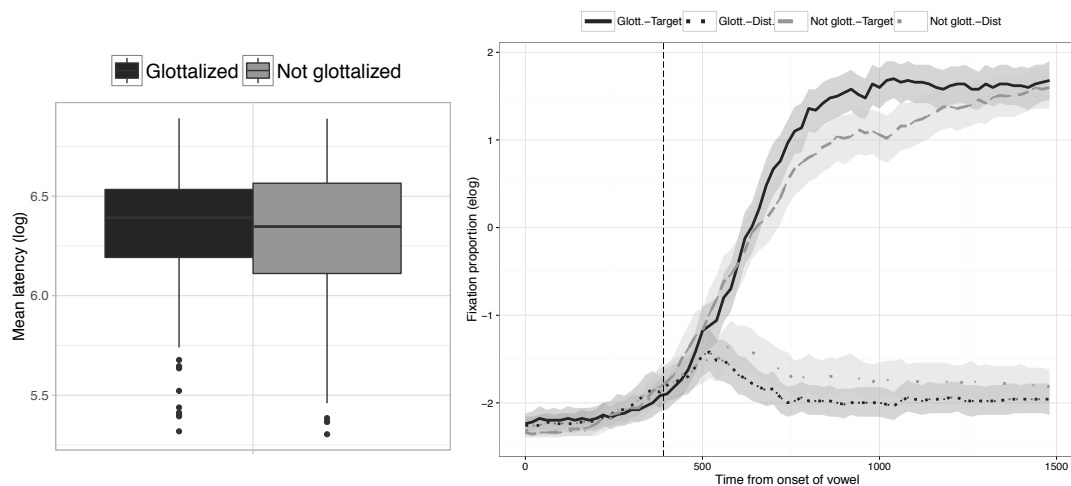 Glottalized Not glottalized
Mean latency (log)
6.5
6.0
5.5
Glott.-Target Glott.-Dist. Not glott.-Target Not glott.-Dist
Fixation proportion (elog)
2
1
0
−1
−2
0 500 1000 1500
Time from onset of vowel